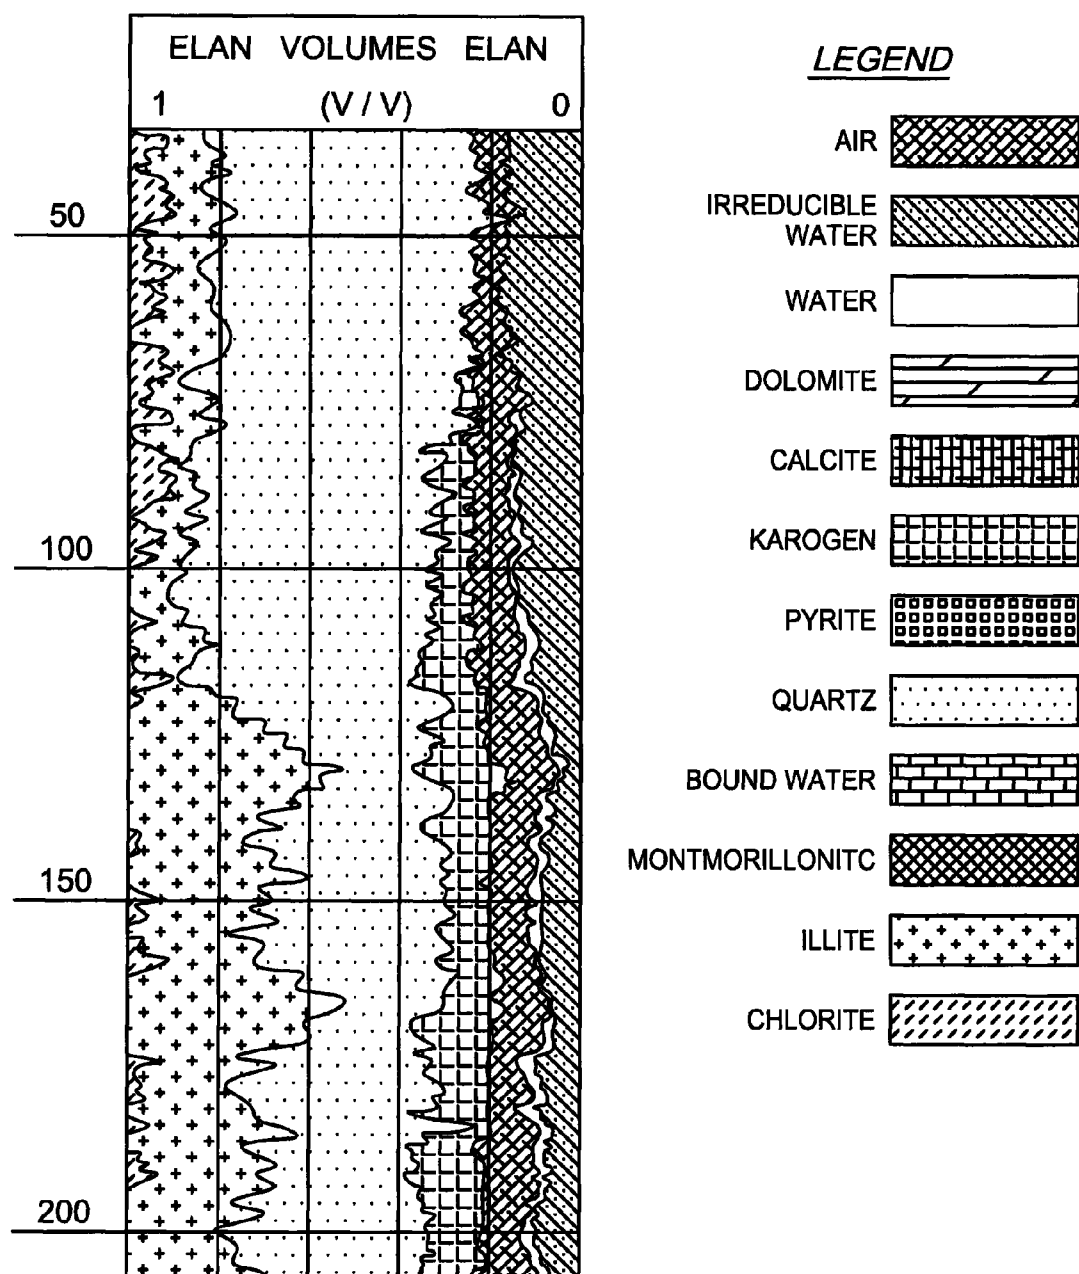 ELAN VOLUMES ELAN
1 (V / V) 0
50
100
150
200
LEGEND
AIR
IRREDUCIBLE
WATER
WATER
DOLOMITE
CALCITE
KAROGEN
PYRITE
QUARTZ
BOUND WATER
MONTMORILLONITC
ILLITE
CHLORITE